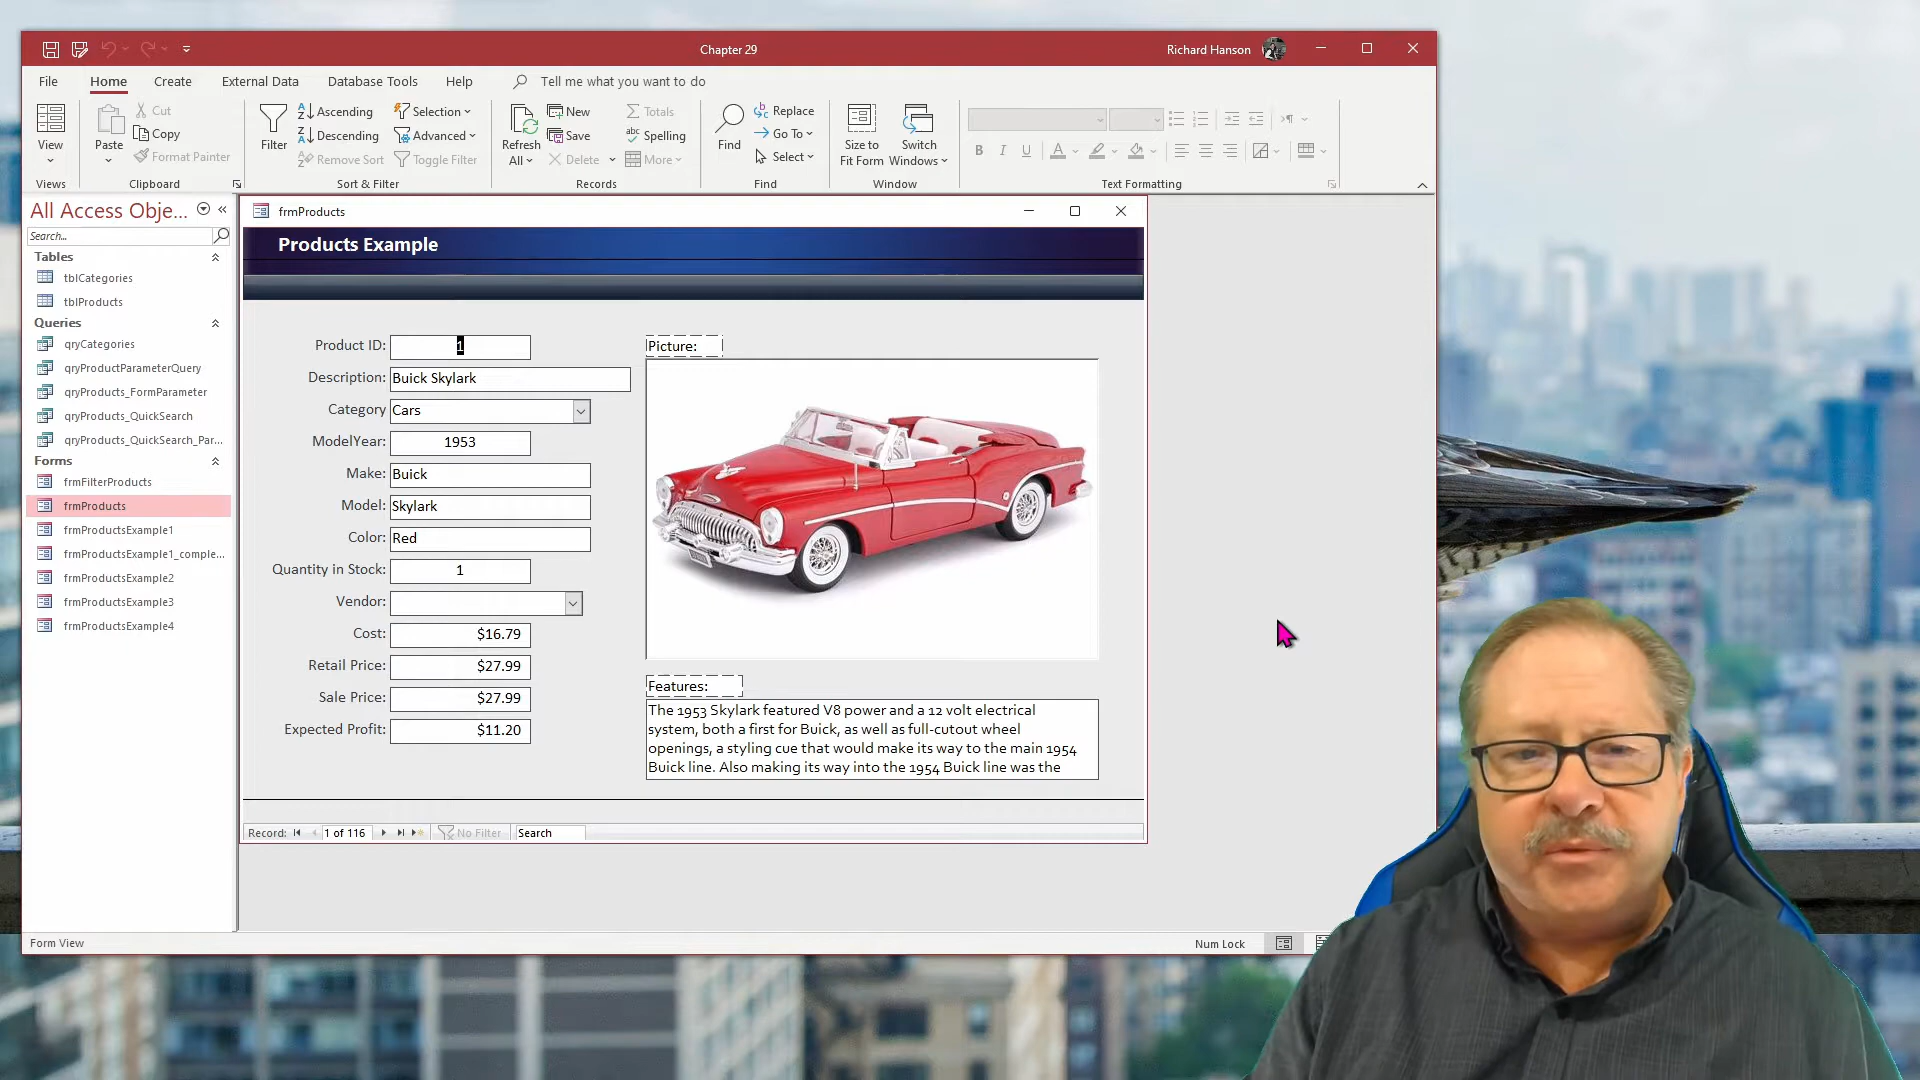 Chapter 29
Richard Hanson
File Home Create External Data Database Tools Help Tell me what you want to do
View
Views
Paste
Cut
Copy
Format Painter
Clipboard
Filter
Ascending
Descending
Remove Sort
Selection
Advanced
Toggle Filter
Sort & Filter
Refresh
All
New
Save
Delete
Totals
Spelling
More
Records
Find
Replace
Go To
Select
Find
Size to
Fit Form
Switch
Windows
Window
B I U A
Text Formatting
All Access Obje...
Search...
Tables
tblCategories
tblProducts
Queries
qryCategories
qryProductParameterQuery
qryProducts_FormParameter
qryProducts_QuickSearch
qryProducts_QuickSearch_Par...
Forms
frmFilterProducts
frmProducts
frmProductsExample1
frmProductsExample1_comple...
frmProductsExample2
frmProductsExample3
frmProductsExample4
frmProducts
Products Example
Product ID: 1
Description: Buick Skylark
Category Cars
ModelYear: 1953
Make: Buick
Model: Skylark
Color: Red
Quantity in Stock: 1
Vendor:
Cost: $16.79
Retail Price: $27.99
Sale Price: $27.99
Expected Profit: $11.20
Picture:
Features:
The 1953 Skylark featured V8 power and a 12 volt electrical
system, both a first for Buick, as well as full-cutout wheel
openings, a styling cue that would make its way to the main 1954
Buick line. Also making its way into the 1954 Buick line was the
Record: 1 of 116 No Filter Search
Form View
Num Lock